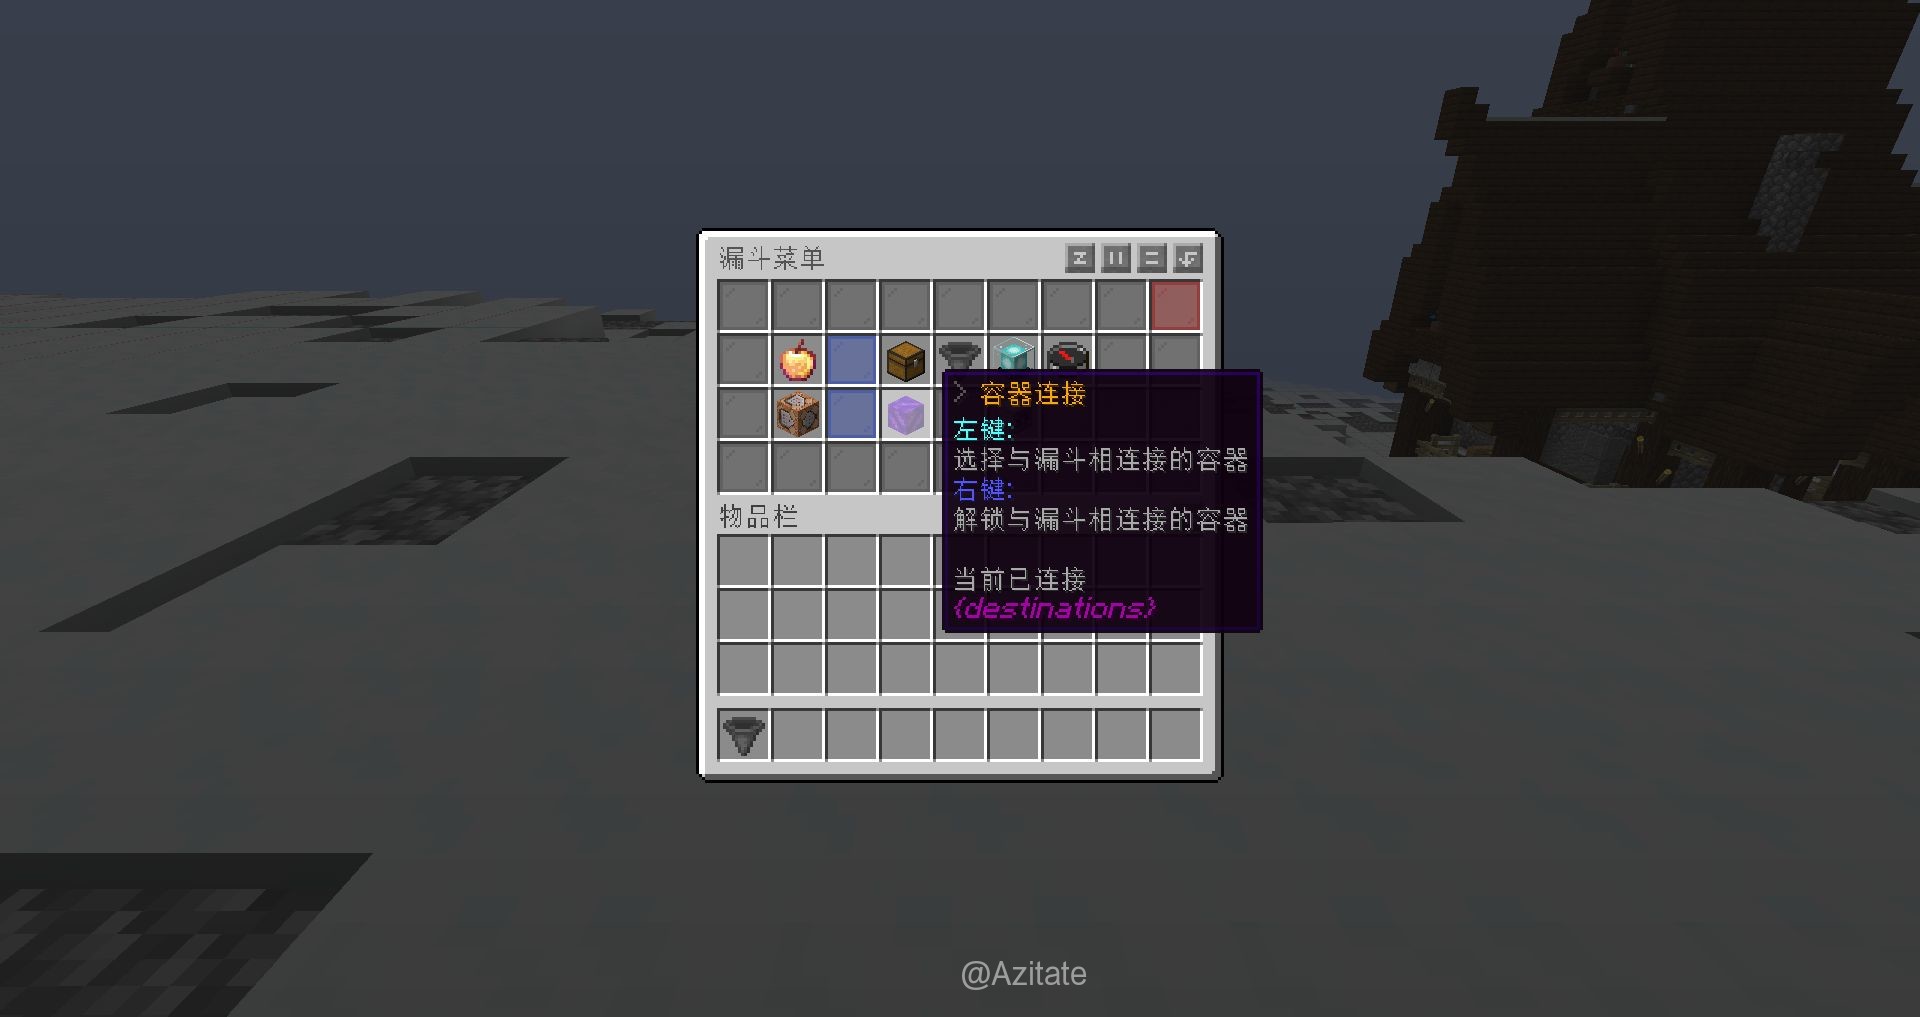 漏斗菜单
> 容器连接
左键:
选择与漏斗相连接的容器
右键:
解锁与漏斗相连接的容器
物品栏
当前已连接
{destinations}
@Azitate